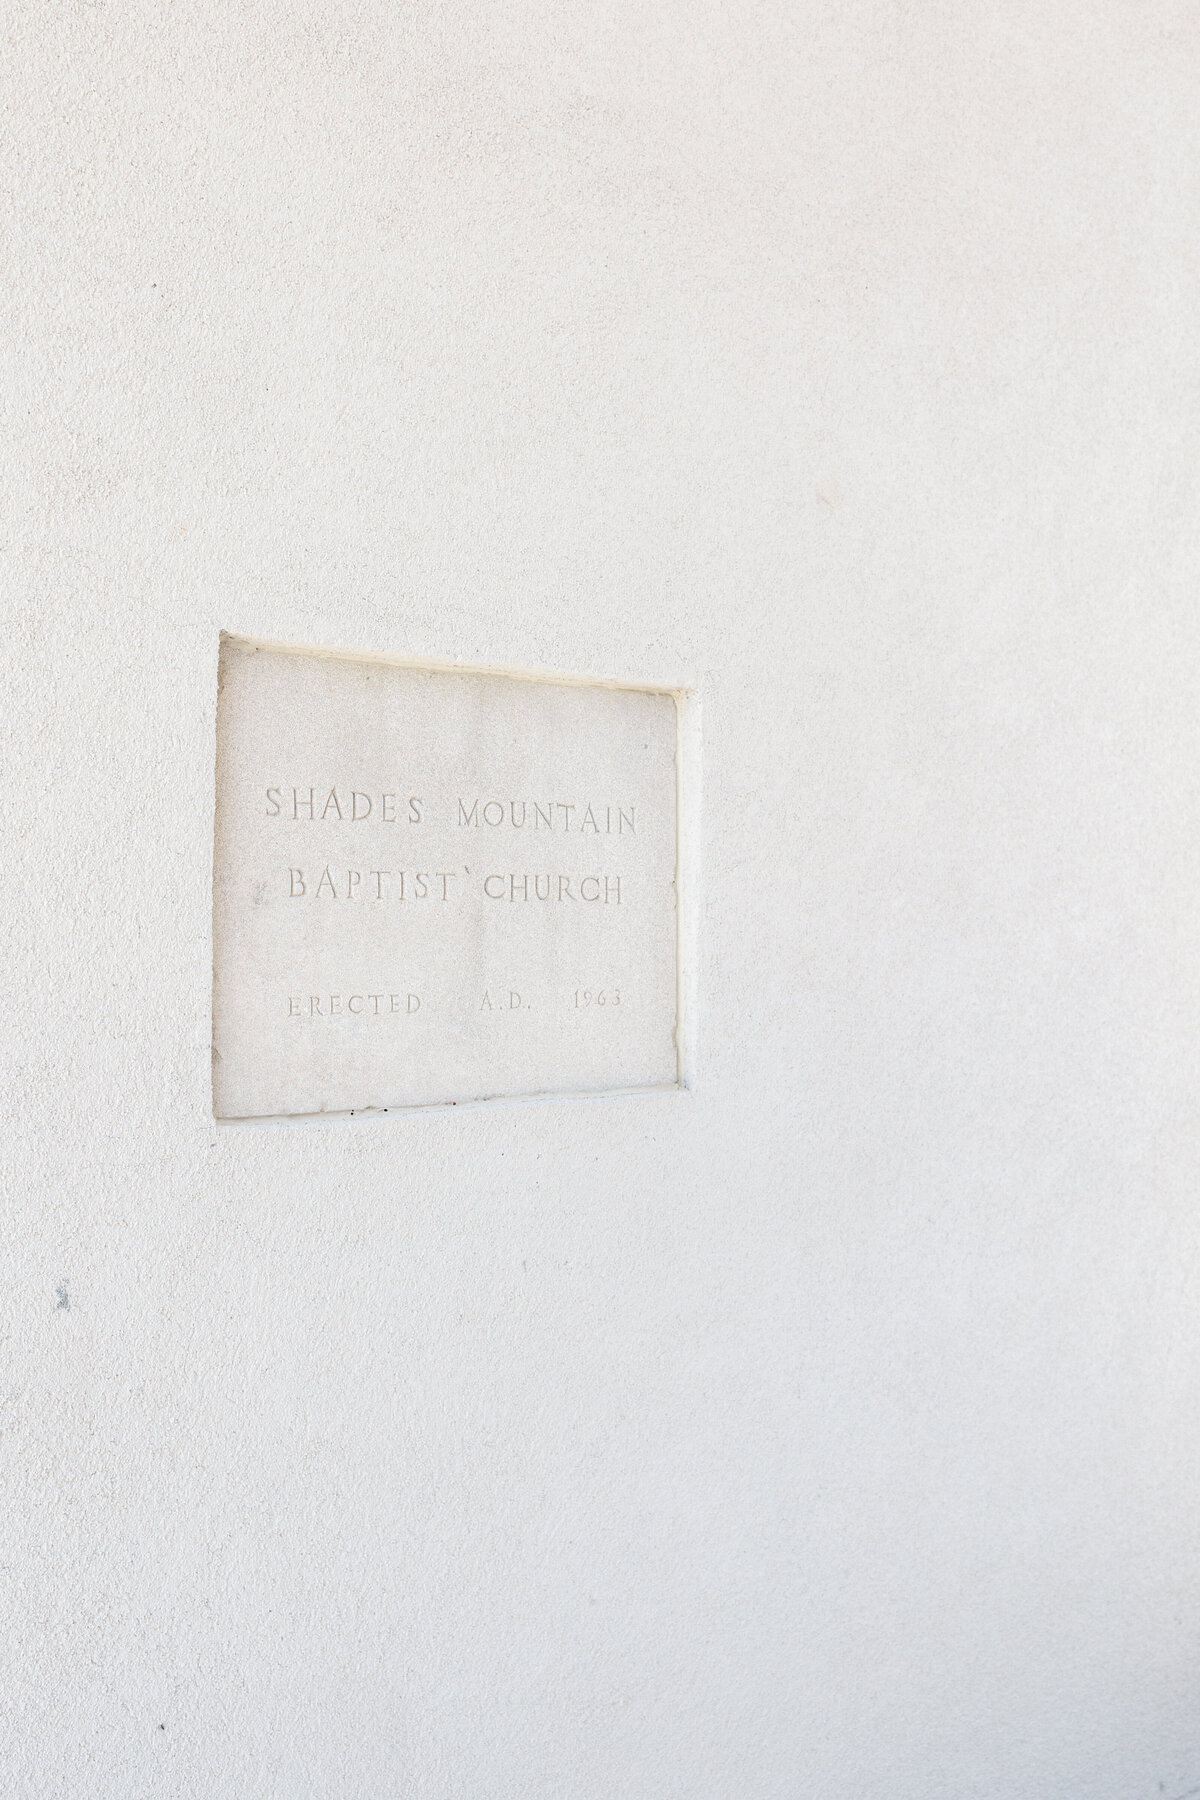 SHADES MOUNTAIN
BAPTIST CHURCH
ERECTED A.D. 1963